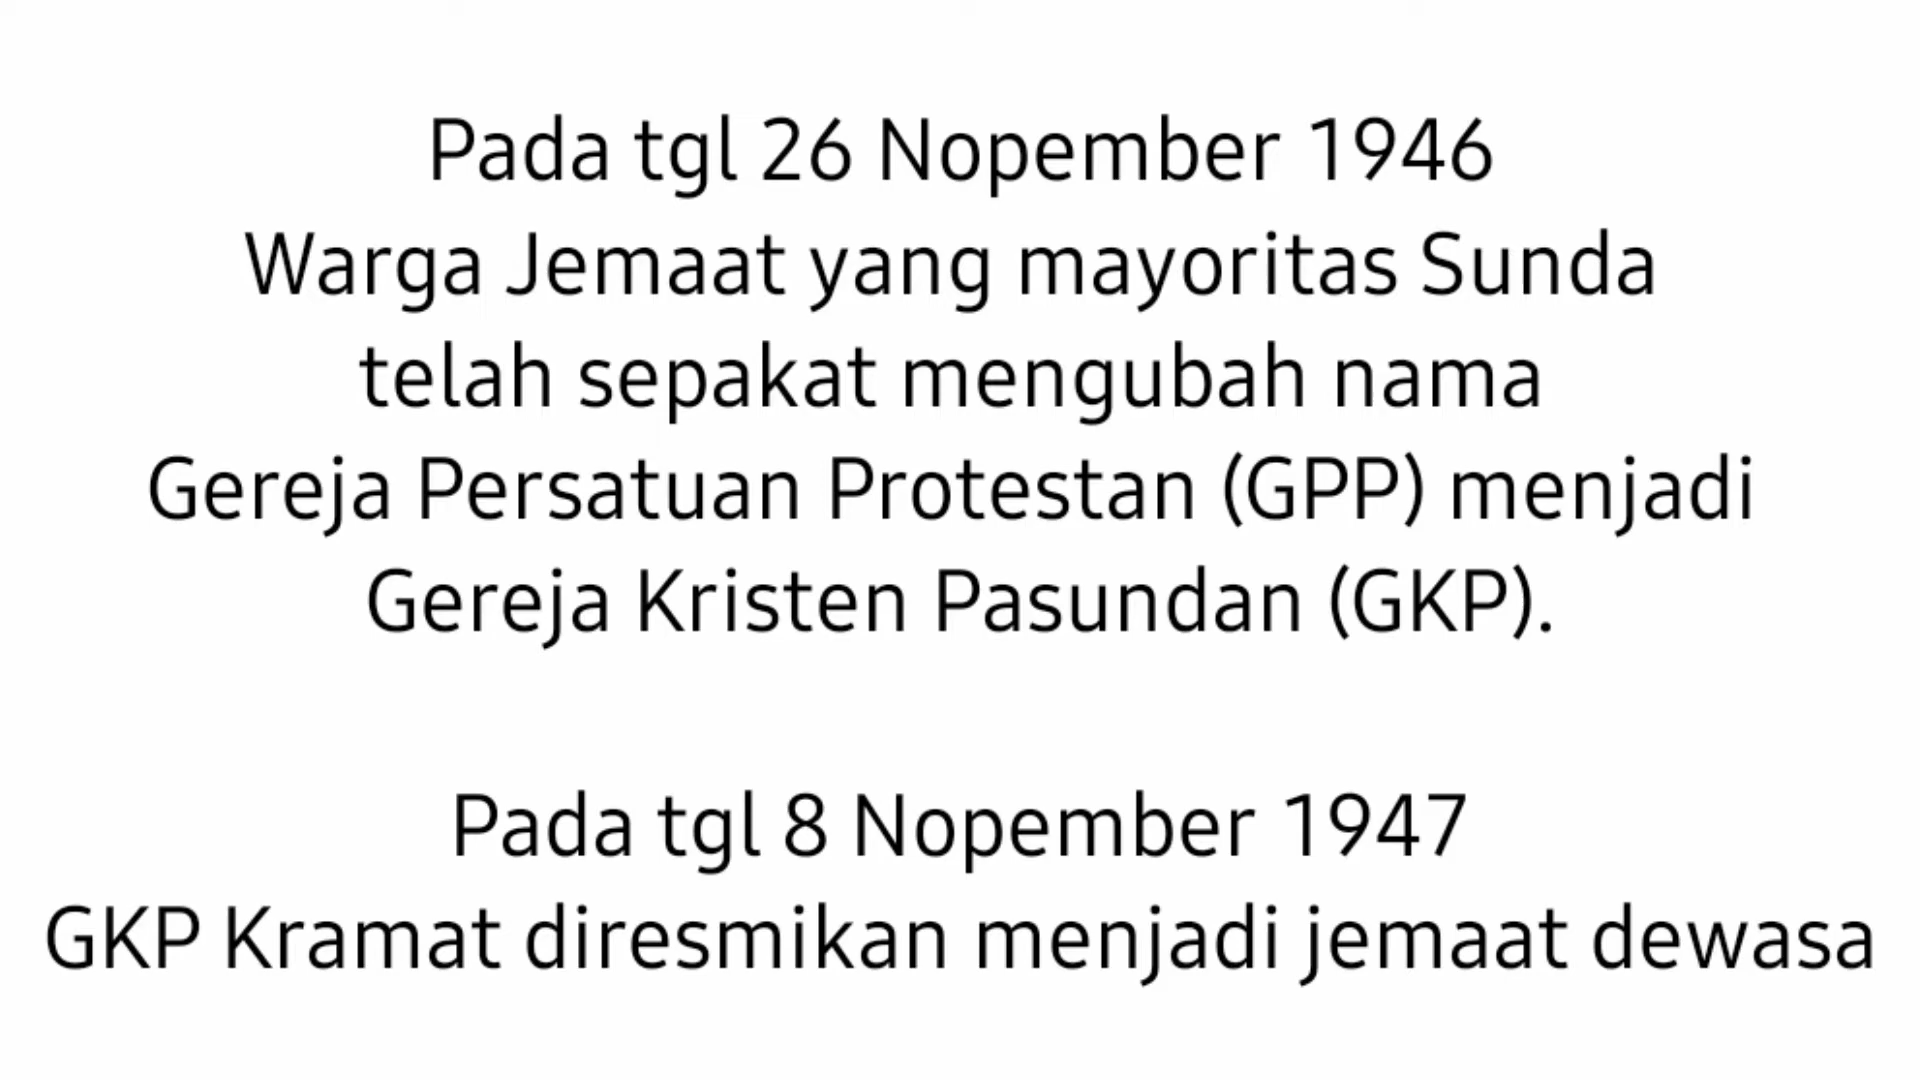 Pada tgl 26 Nopember 1946
Warga Jemaat yang mayoritas Sunda
telah sepakat mengubah nama
Gereja Persatuan Protestan (GPP) menjadi
Gereja Kristen Pasundan (GKP).
Pada tgl 8 Nopember 1947
GKP Kramat diresmikan menjadi jemaat dewasa